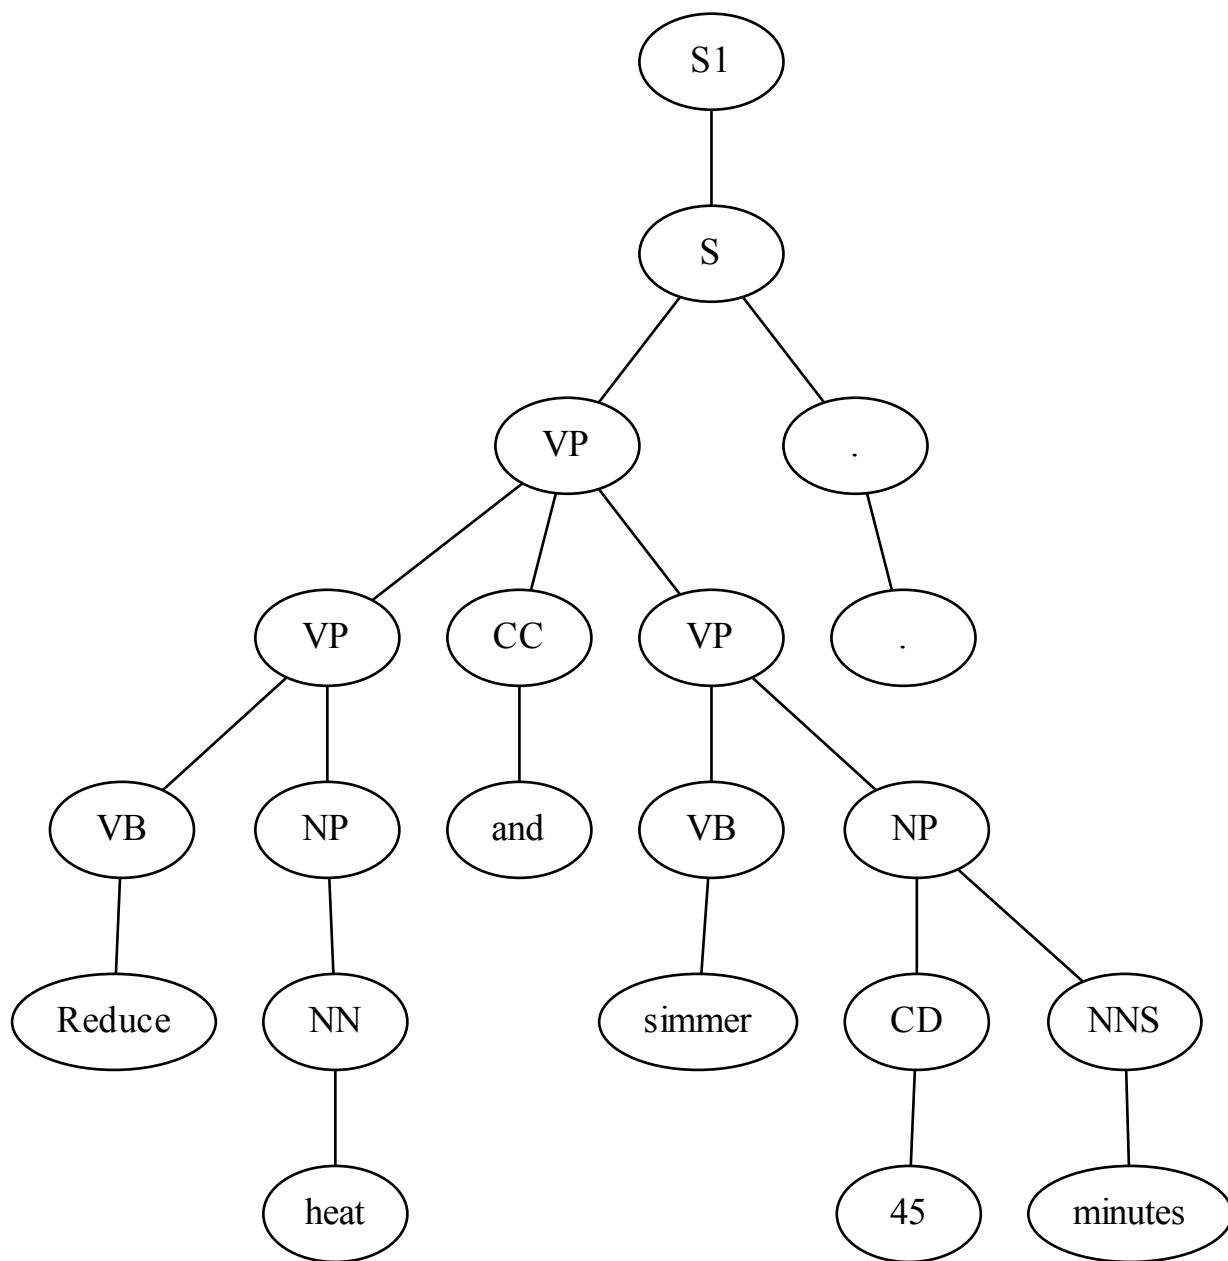 S1
S
VP .
VP CC VP .
VB NP and VB NP
Reduce NN simmer CD NNS
heat 45 minutes